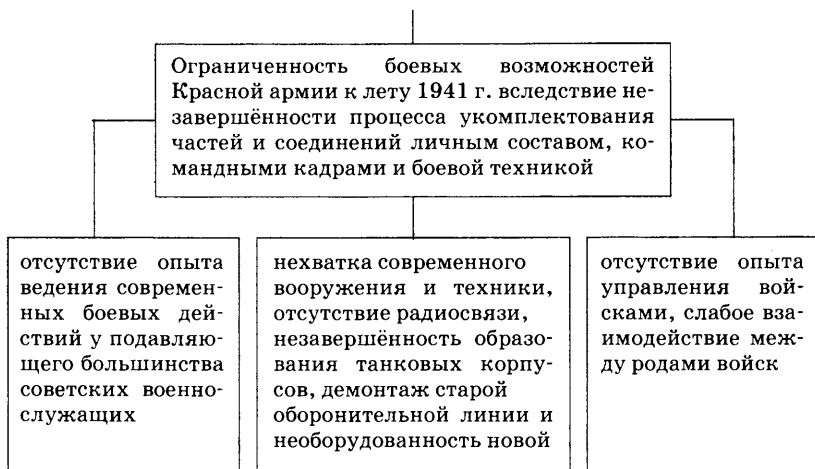 Ограниченность боевых возможностей
Красной армии к лету 1941 г. вследствие не-
завершённости процесса укомплектования
частей и соединений личным составом, ко-
мандными кадрами и боевой техникой
отсутствие опыта
ведения современ-
ных боевых дей-
ствий у подавляю-
щего большинства
советских военно-
служащих
нехватка современного
вооружения и техники,
отсутствие радиосвязи,
незавершённость образо-
вания танковых корпу-
сов, демонтаж старой
оборонительной линии и
необорудованность новой
отсутствие опыта
управления вой-
сками, слабое вза-
имодействие меж-
ду родами войск